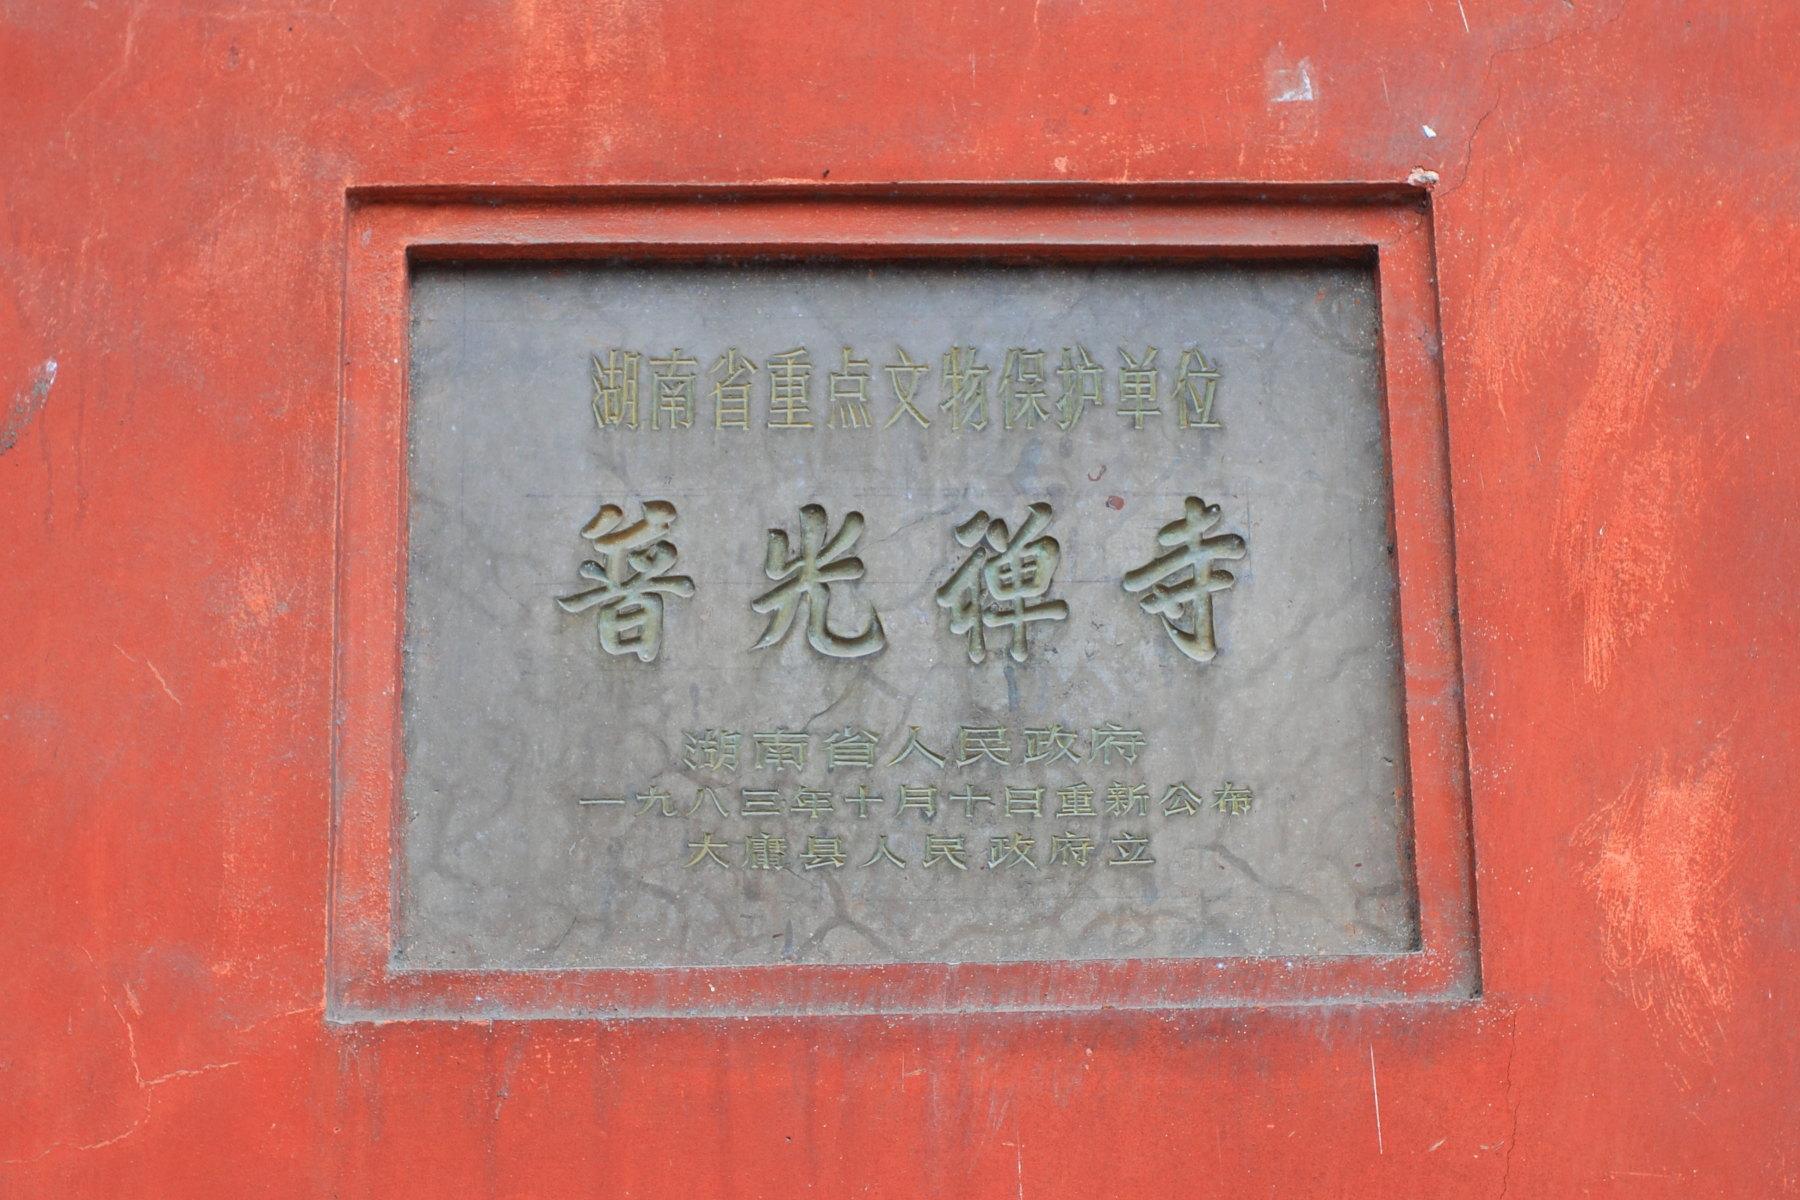 湖南省重点文物保护单位
普光禅寺
湖南省人民政府
一九八三年十月十日重新公布
大庸县人民政府立